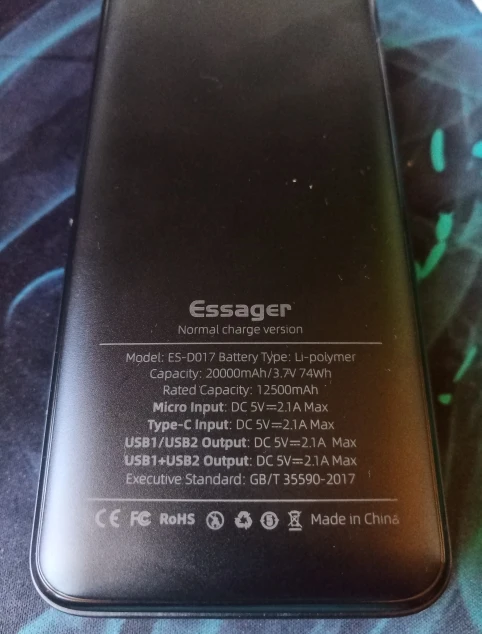 Essager
Normal charge version
Model: ES-D017 Battery Type: Li-polymer
Capacity: 20000mAh/3.7V 74Wh
Rated Capacity: 12500mAh
Micro Input: DC 5V⎓2.1A Max
Type-C Input: DC 5V⎓2.1A Max
USB1/USB2 Output: DC 5V⎓2.1A Max
USB1+USB2 Output: DC 5V⎓2.1A Max
Executive Standard: GB/T 35590-2017
CE FC RoHS Made in China